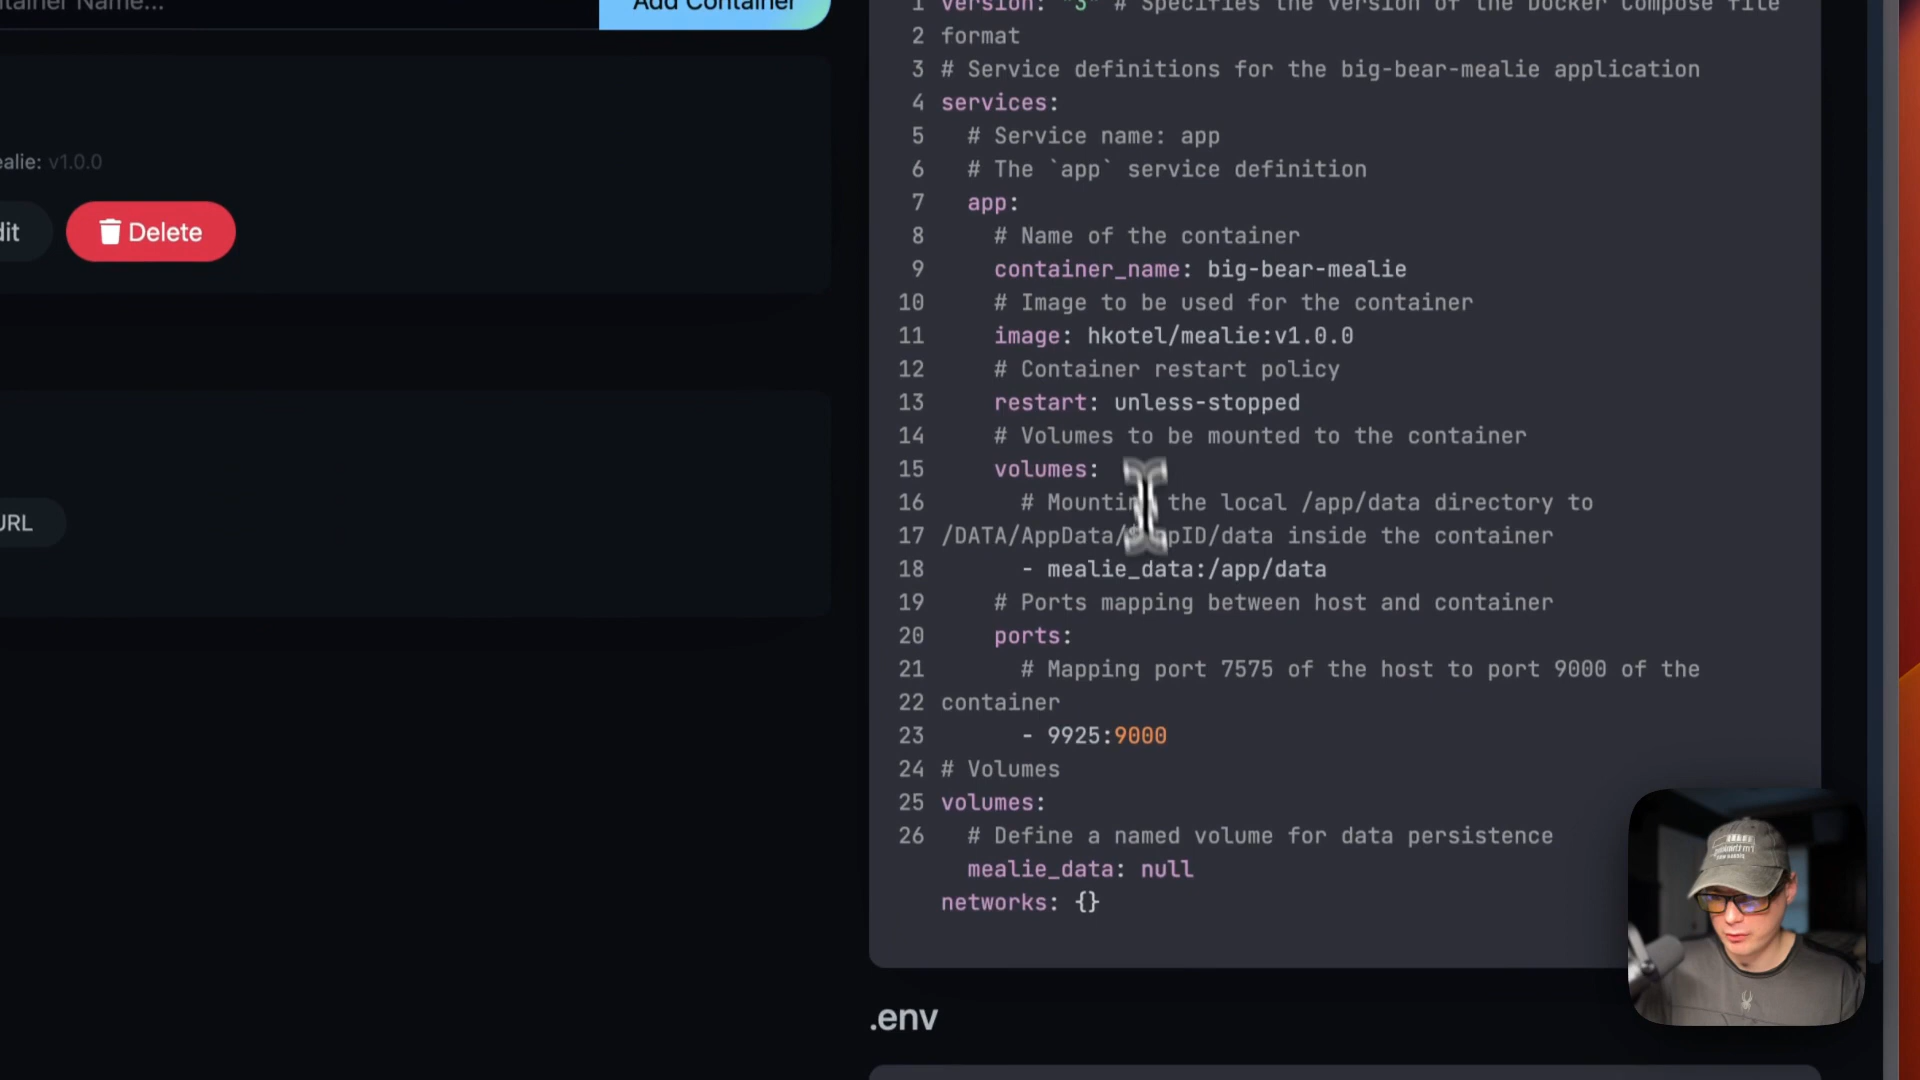 tainer Name...
Add Container
ealie: v1.0.0
dit
Delete
URL
1 version: "3" # Specifies the version of the Docker Compose file
2 format
3 # Service definitions for the big-bear-mealie application
4 services:
5 # Service name: app
6 # The `app` service definition
7 app:
8 # Name of the container
9 container_name: big-bear-mealie
10 # Image to be used for the container
11 image: hkotel/mealie:v1.0.0
12 # Container restart policy
13 restart: unless-stopped
14 # Volumes to be mounted to the container
15 volumes:
16 # Mounting the local /app/data directory to
17 /DATA/AppData/$AppID/data inside the container
18 - mealie_data:/app/data
19 # Ports mapping between host and container
20 ports:
21 # Mapping port 7575 of the host to port 9000 of the
22 container
23 - 9925:9000
24 # Volumes
25 volumes:
26 # Define a named volume for data persistence
mealie_data: null
networks: {}
.env